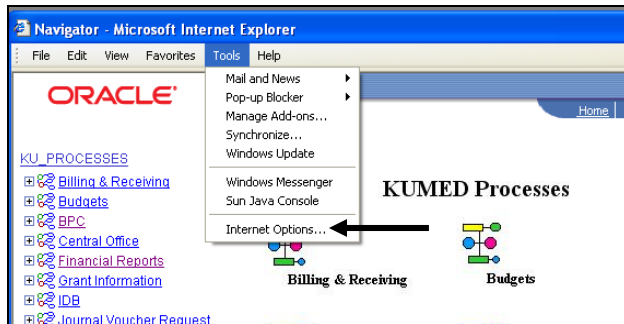 Navigator - Microsoft Internet Explorer
File Edit View Favorites Tools Help
ORACLE®
Mail and News
Pop-up Blocker
Manage Add-ons...
Synchronize...
Windows Update
Windows Messenger
Sun Java Console
Internet Options...
Home
KU_PROCESSES
Billing & Receiving
Budgets
BPC
Central Office
Financial Reports
Grant Information
IDB
Journal Voucher Request
KUMED Processes
Billing & Receiving
Budgets